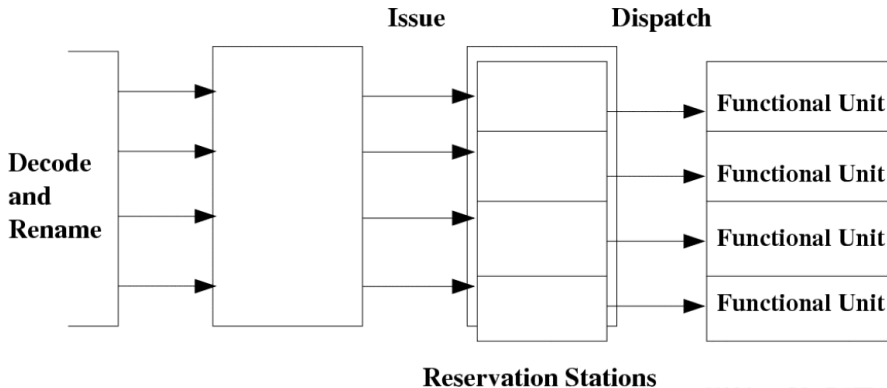 Issue
Dispatch
Decode
and
Rename
Functional Unit
Functional Unit
Functional Unit
Functional Unit
Reservation Stations